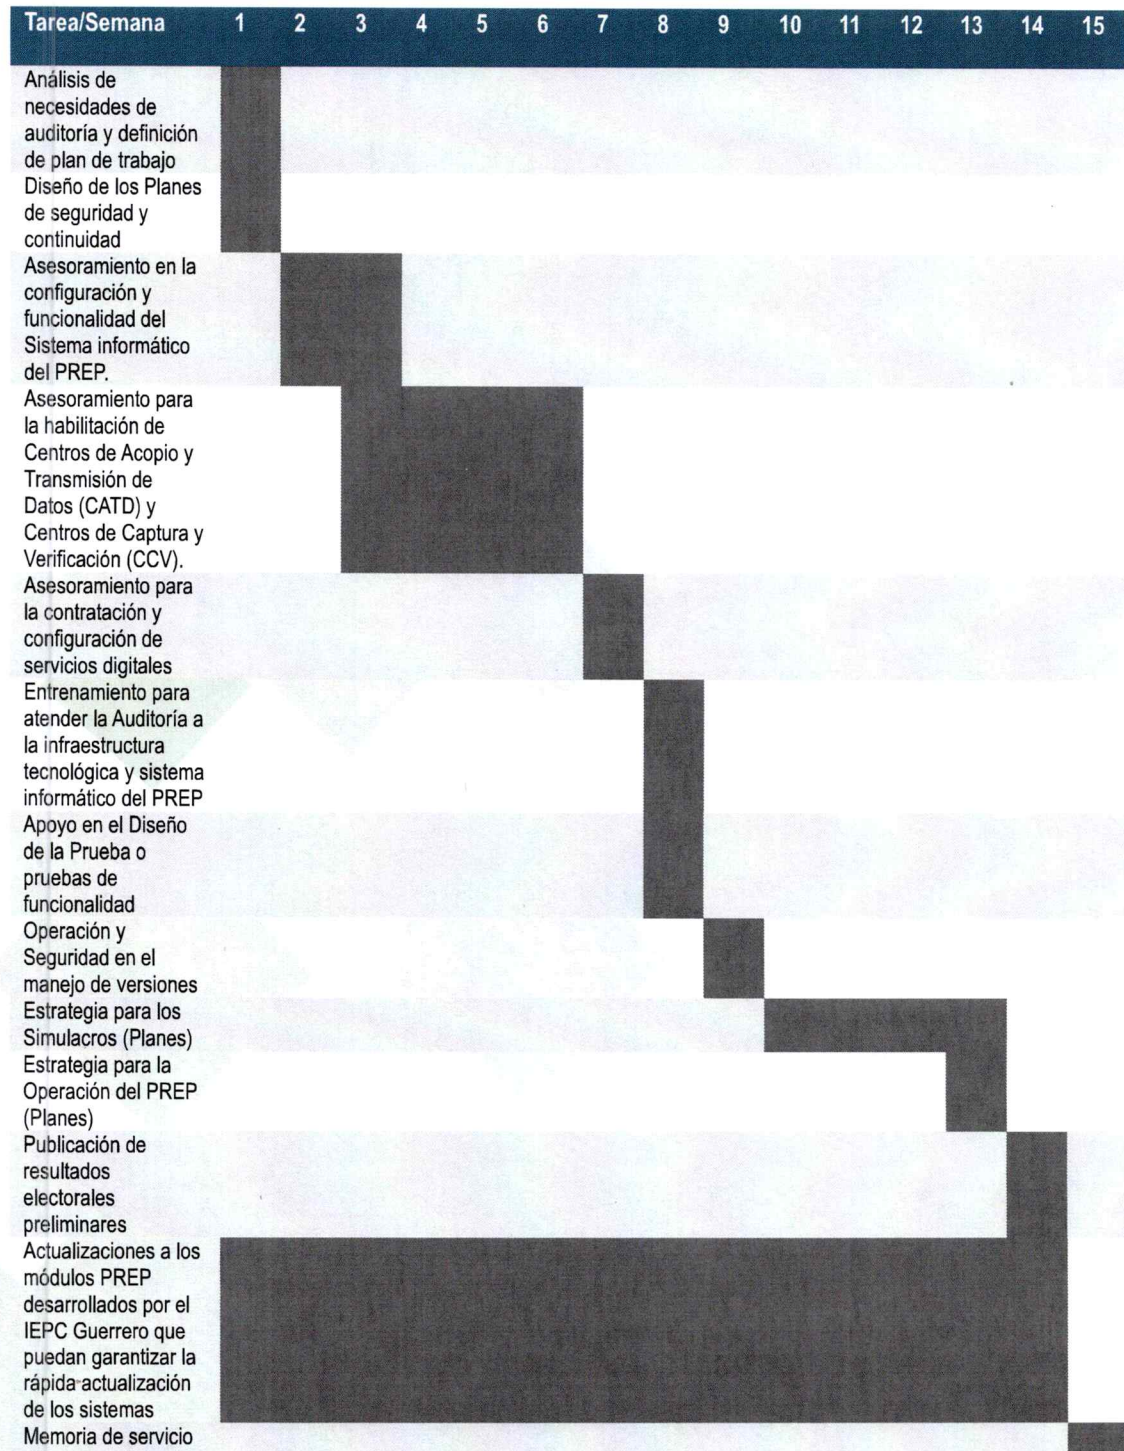 Tarea/Semana 1 2 3 4 5 6 7 8 9 10 11 12 13 14 15
Análisis de
necesidades de
auditoría y definición
de plan de trabajo
Diseño de los Planes
de seguridad y
continuidad
Asesoramiento en la
configuración y
funcionalidad del
Sistema informático
del PREP.
Asesoramiento para
la habilitación de
Centros de Acopio y
Transmisión de
Datos (CATD) y
Centros de Captura y
Verificación (CCV).
Asesoramiento para
la contratación y
configuración de
servicios digitales
Entrenamiento para
atender la Auditoría a
la infraestructura
tecnológica y sistema
informático del PREP
Apoyo en el Diseño
de la Prueba o
pruebas de
funcionalidad
Operación y
Seguridad en el
manejo de versiones
Estrategia para los
Simulacros (Planes)
Estrategia para la
Operación del PREP
(Planes)
Publicación de
resultados
electorales
preliminares
Actualizaciones a los
módulos PREP
desarrollados por el
IEPC Guerrero que
puedan garantizar la
rápida actualización
de los sistemas
Memoria de servicio